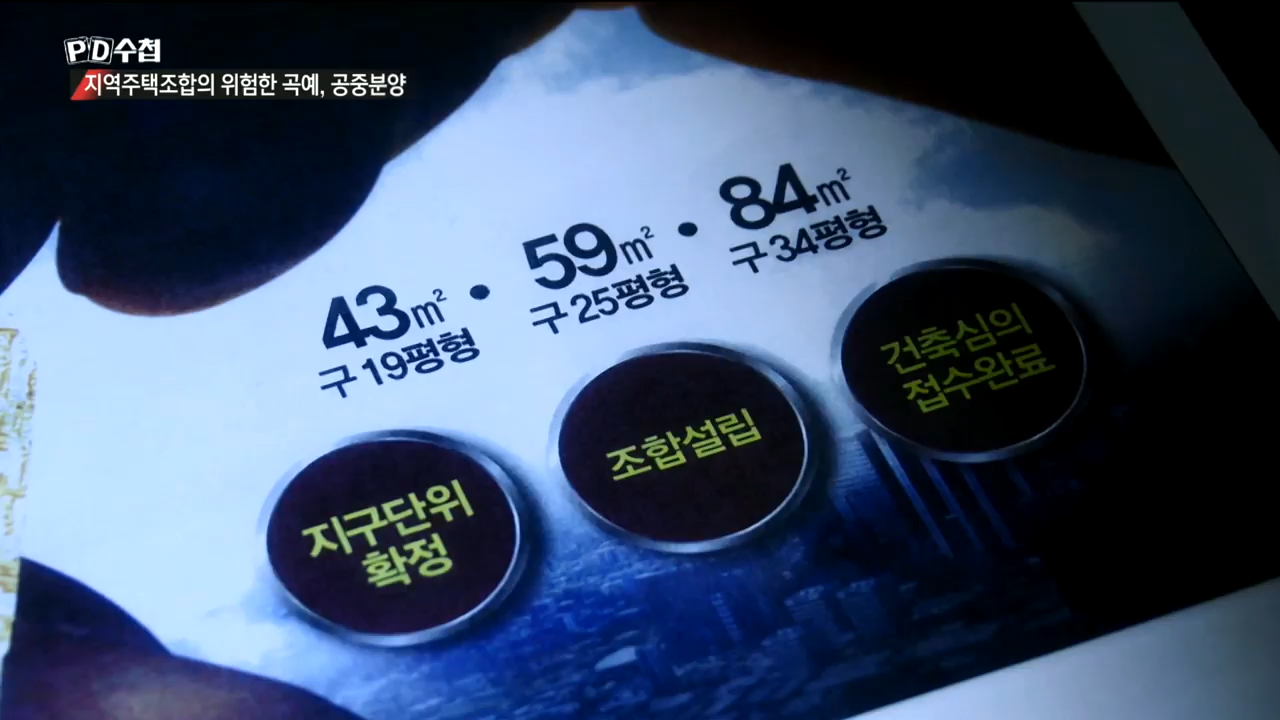 PD수첩
지역주택조합의 위험한 곡예, 공중분양
43㎡ · 59㎡ · 84㎡
구19평형 구25평형 구34평형
지구단위
확정
조합설립
건축심의
접수완료